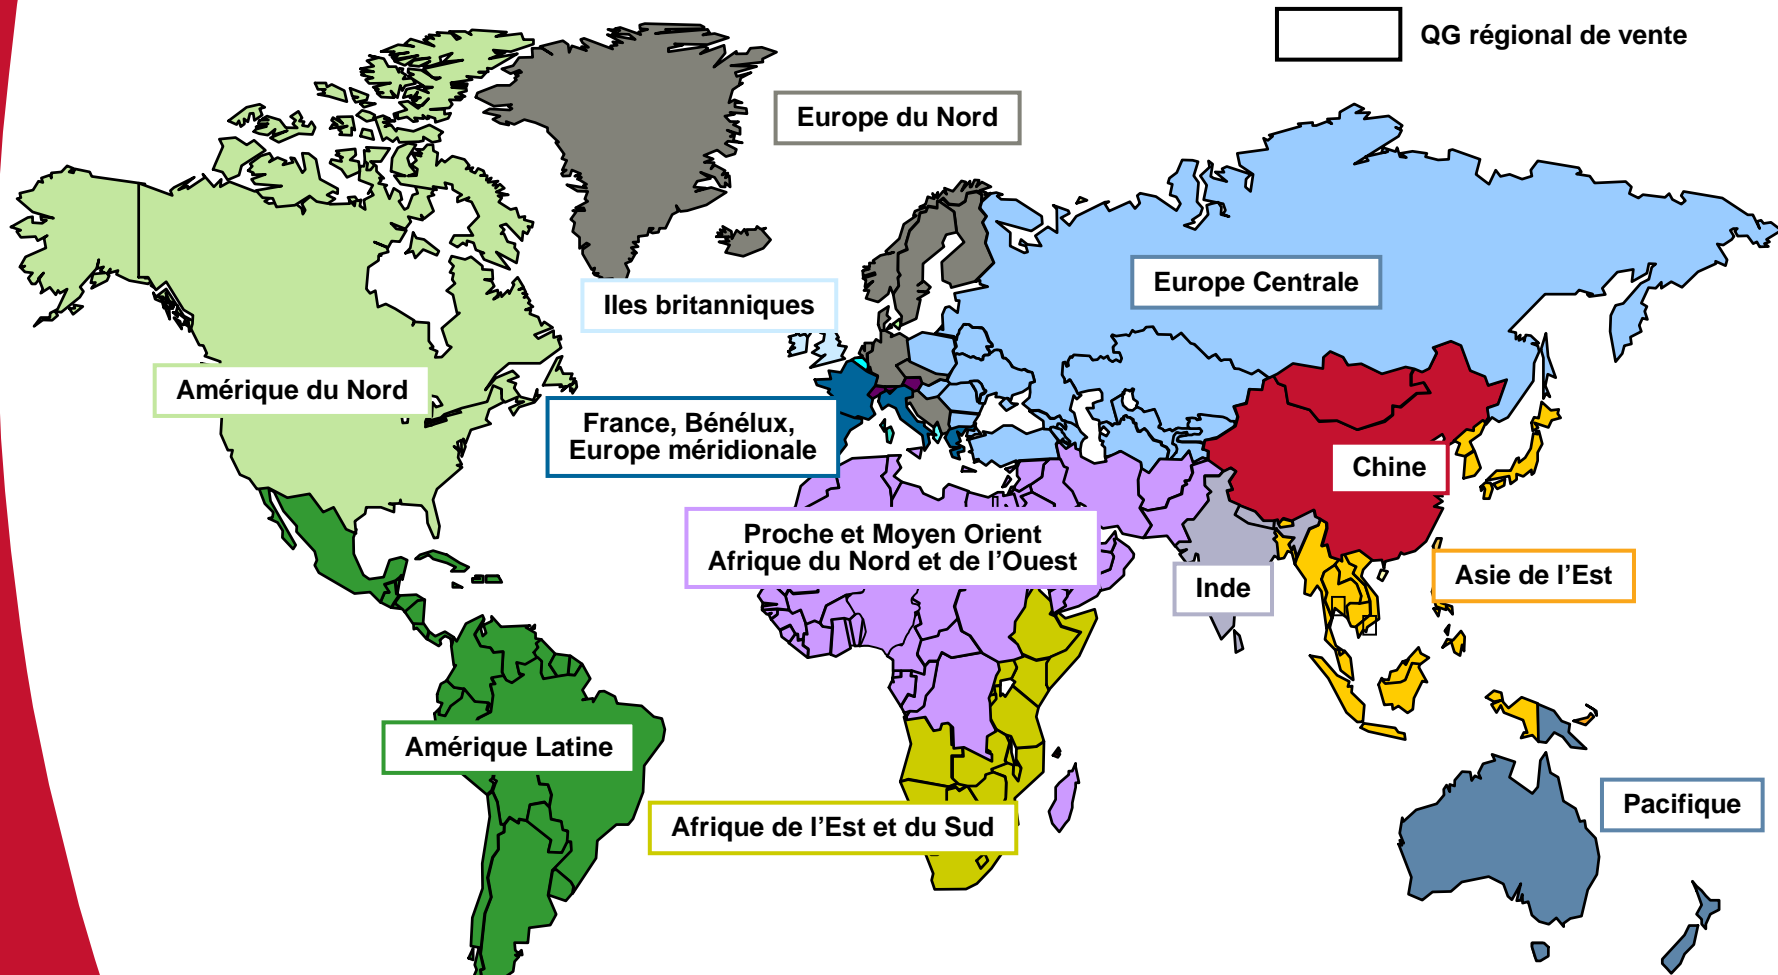 QG régional de vente
Europe du Nord
Iles britanniques
Europe Centrale
Amérique du Nord
France, Bénélux,
Europe méridionale
Chine
Proche et Moyen Orient
Afrique du Nord et de l'Ouest
Inde
Asie de l'Est
Amérique Latine
Afrique de l'Est et du Sud
Pacifique